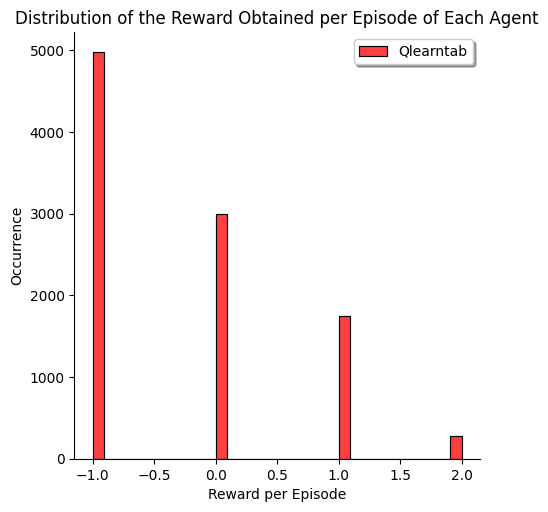 Distribution of the Reward Obtained per Episode of Each Agent
Qlearntab
5000
4000
3000
2000
1000
0
Occurrence
−1.0 −0.5 0.0 0.5 1.0 1.5 2.0
Reward per Episode